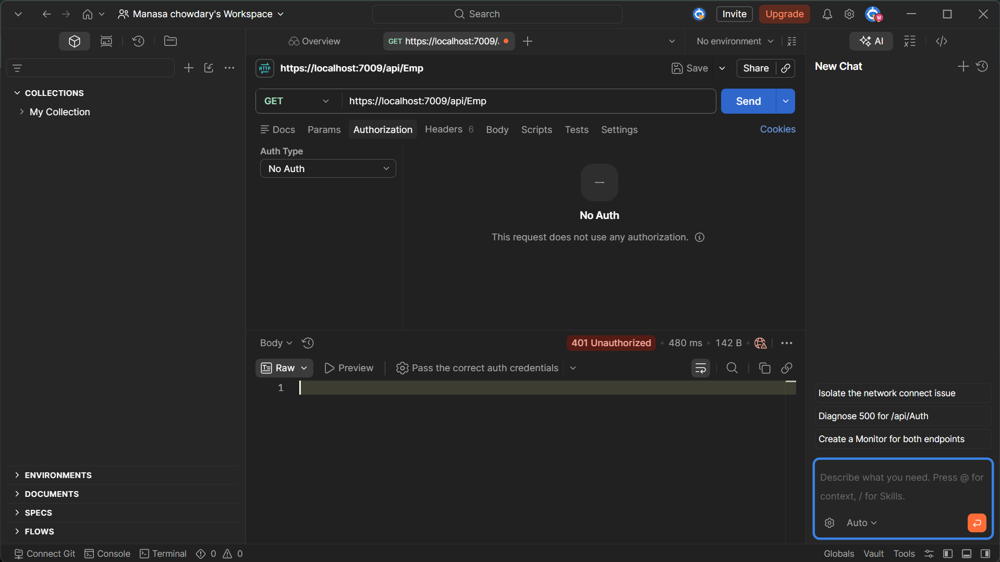 Manasa chowdary's Workspace
Search
Invite
Upgrade
M
Overview
GET https://localhost:7009/.
No environment
AI
HTTP https://localhost:7009/api/Emp
Save
Share
New Chat
COLLECTIONS
My Collection
GET
https://localhost:7009/api/Emp
Send
Docs
Params
Authorization
Headers 6
Body
Scripts
Tests
Settings
Cookies
Auth Type
No Auth
No Auth
This request does not use any authorization.
Body
401 Unauthorized
480 ms
142 B
Raw
Preview
Pass the correct auth credentials
1
Isolate the network connect issue
Diagnose 500 for /api/Auth
Create a Monitor for both endpoints
Describe what you need. Press @ for
context, / for Skills.
Auto
ENVIRONMENTS
DOCUMENTS
SPECS
FLOWS
Connect Git
Console
Terminal
0
0
Globals
Vault
Tools